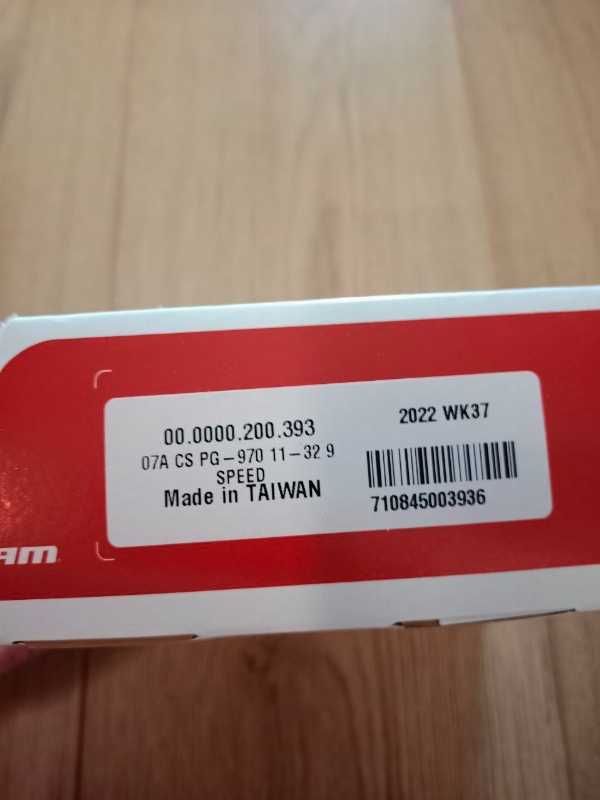 00.0000.200.393
07A CS PG-970 11-32 9
SPEED
Made in TAIWAN
2022 WK37
710845003936